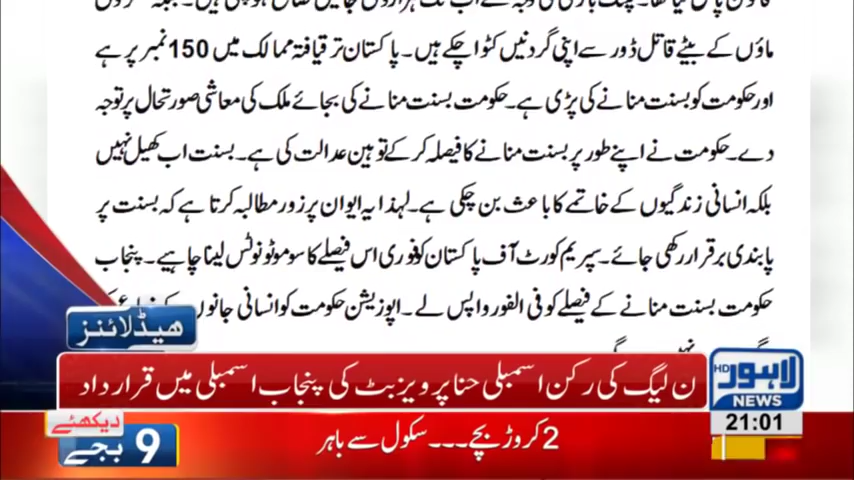 ماؤں کے بیٹے قاتل ڈور سے اپنی گردنیں کٹوا چکے ہیں۔ پاکستان ترقیافتہ ممالک میں 150 نمبر پر ہے
اور حکومت کو بسنت منانے کی پڑی ہے۔ حکومت بسنت منانے کی بجائے ملک کی معاشی صورتحال پر توجہ
دے۔ حکومت نے اپنے طور پر بسنت منانے کا فیصلہ کر کے توہین عدالت کی ہے۔ بسنت اب کھیل نہیں
بلکہ انسانی زندگیوں کے خاتمے کا باعث بن چکی ہے۔ لہذا یہ ایوان پرزور مطالبہ کرتا ہے کہ بسنت پر
پابندی برقرار رکھی جائے۔ سپریم کورٹ آف پاکستان کو فوری اس فیصلے کا سوموٹو نوٹس لینا چاہیے۔ پنجاب
حکومت بسنت منانے کے فیصلے کو فی الفور واپس لے۔ اپوزیشن حکومت کو انسانی جانوں
ھیڈلائنز
ن لیگ کی رکن اسمبلی حنا پرویز بٹ کی پنجاب اسمبلی میں قرارداد
لاہور HD
NEWS
21:01
دیکھئے
9 بجے
2 کروڑ بچے۔۔۔ سکول سے باہر